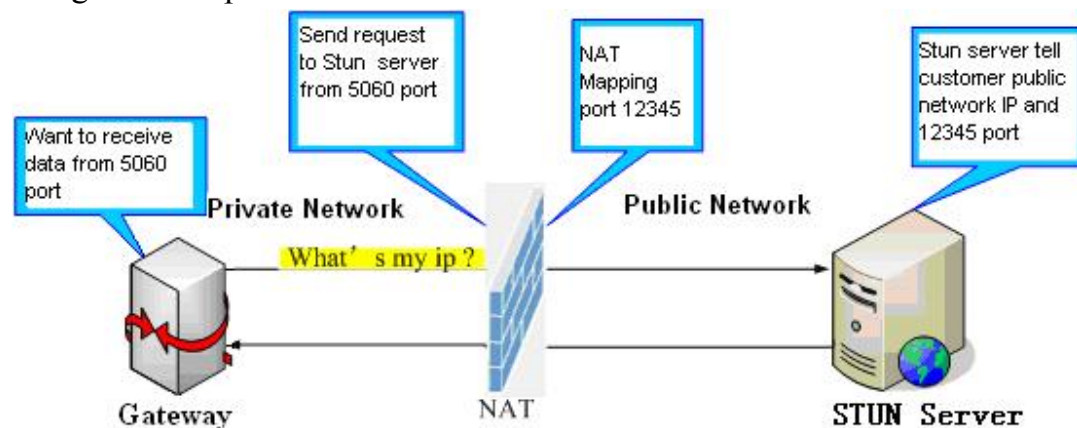 Send request
to Stun server
from 5060 port
NAT
Mapping
port 12345
Stun server tell
customer public
network IP and
12345 port
Want to receive
data from 5060
port
Private Network
Public Network
What's my ip ?
Gateway
NAT
STUN Server